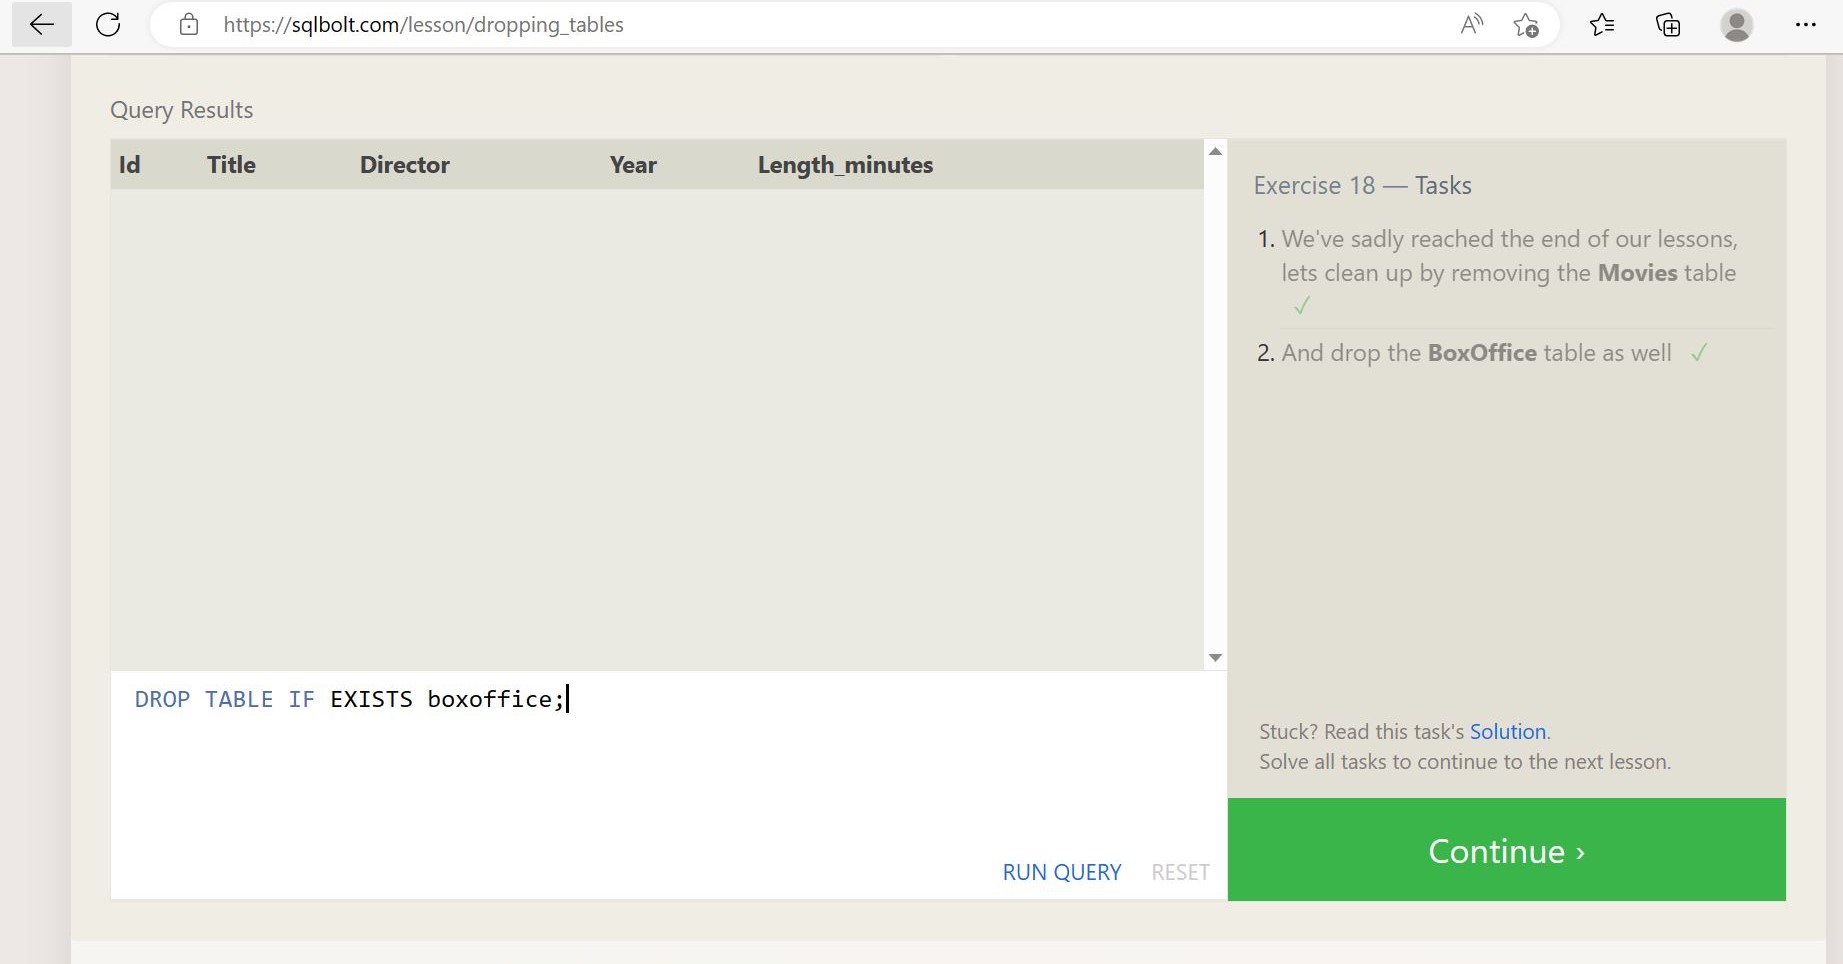 https://sqlbolt.com/lesson/dropping_tables
Query Results
Id Title Director Year Length_minutes
Exercise 18 — Tasks
1. We've sadly reached the end of our lessons,
lets clean up by removing the Movies table
✓
2. And drop the BoxOffice table as well ✓
DROP TABLE IF EXISTS boxoffice;
Stuck? Read this task's Solution.
Solve all tasks to continue to the next lesson.
RUN QUERY RESET
Continue ›